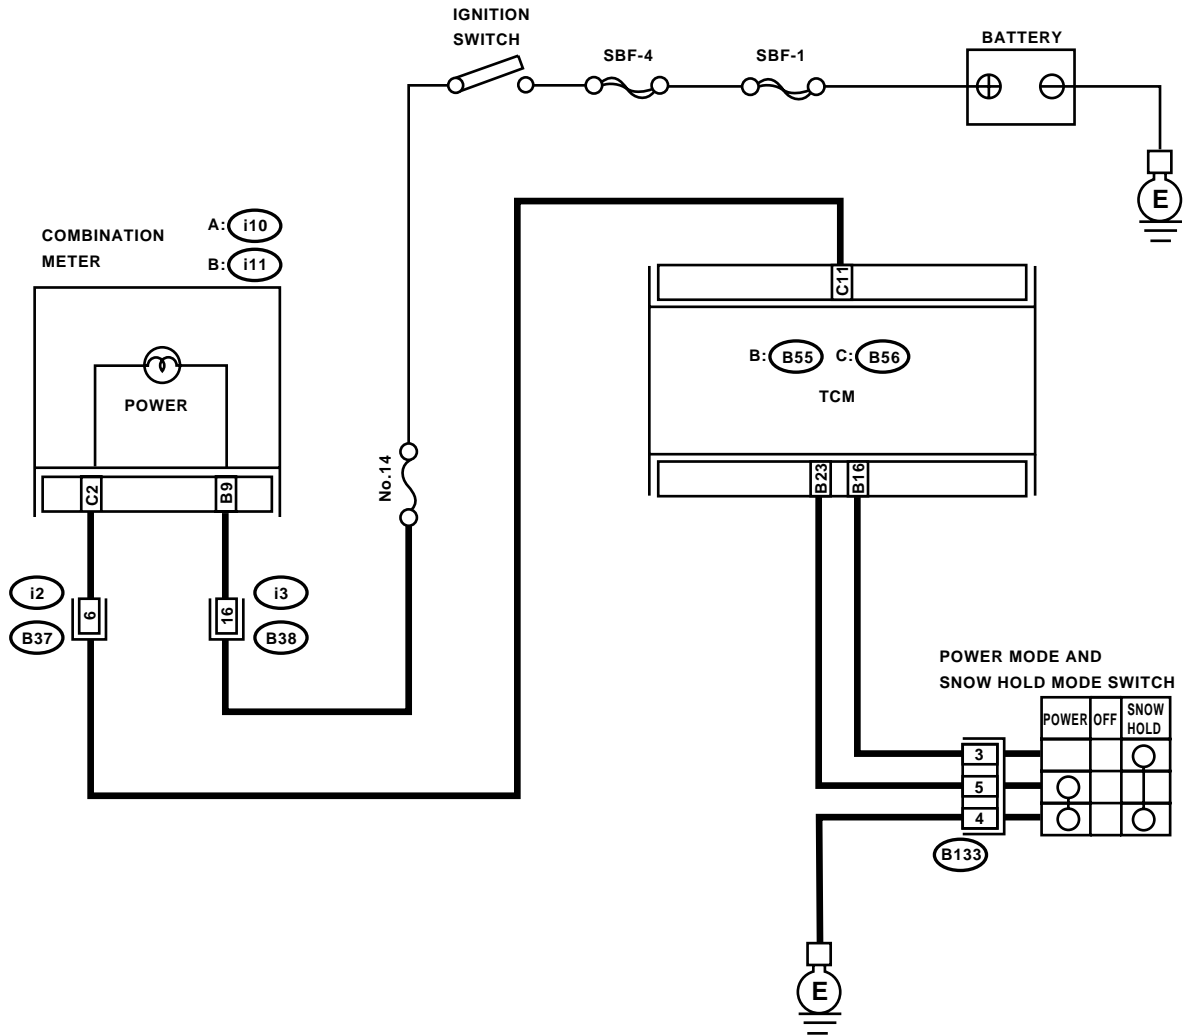 IGNITION
SWITCH
SBF-4
SBF-1
BATTERY
E
COMBINATION
METER
A: i10
B: i11
C11
B: B55 C: B56
TCM
POWER
No.14
C2
B9
B23
B16
i2
6
B37
i3
16
B38
POWER MODE AND
SNOW HOLD MODE SWITCH
POWER OFF SNOW
HOLD
3
5
4
B133
E